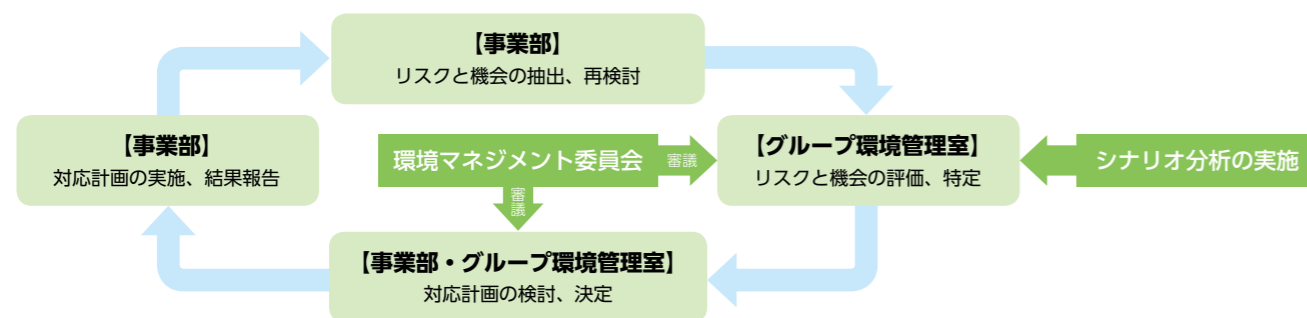 【事業部】
リスクと機会の抽出、再検討
【事業部】
対応計画の実施、結果報告
環境マネジメント委員会
審議
【グループ環境管理室】
リスクと機会の評価、特定
シナリオ分析の実施
審議
【事業部・グループ環境管理室】
対応計画の検討、決定